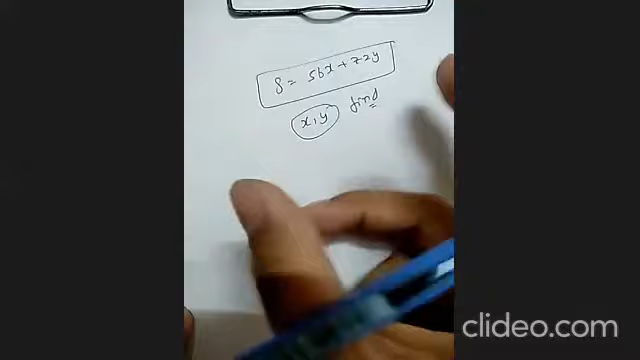 8 = 56x + 72y
x, y find
clideo.com